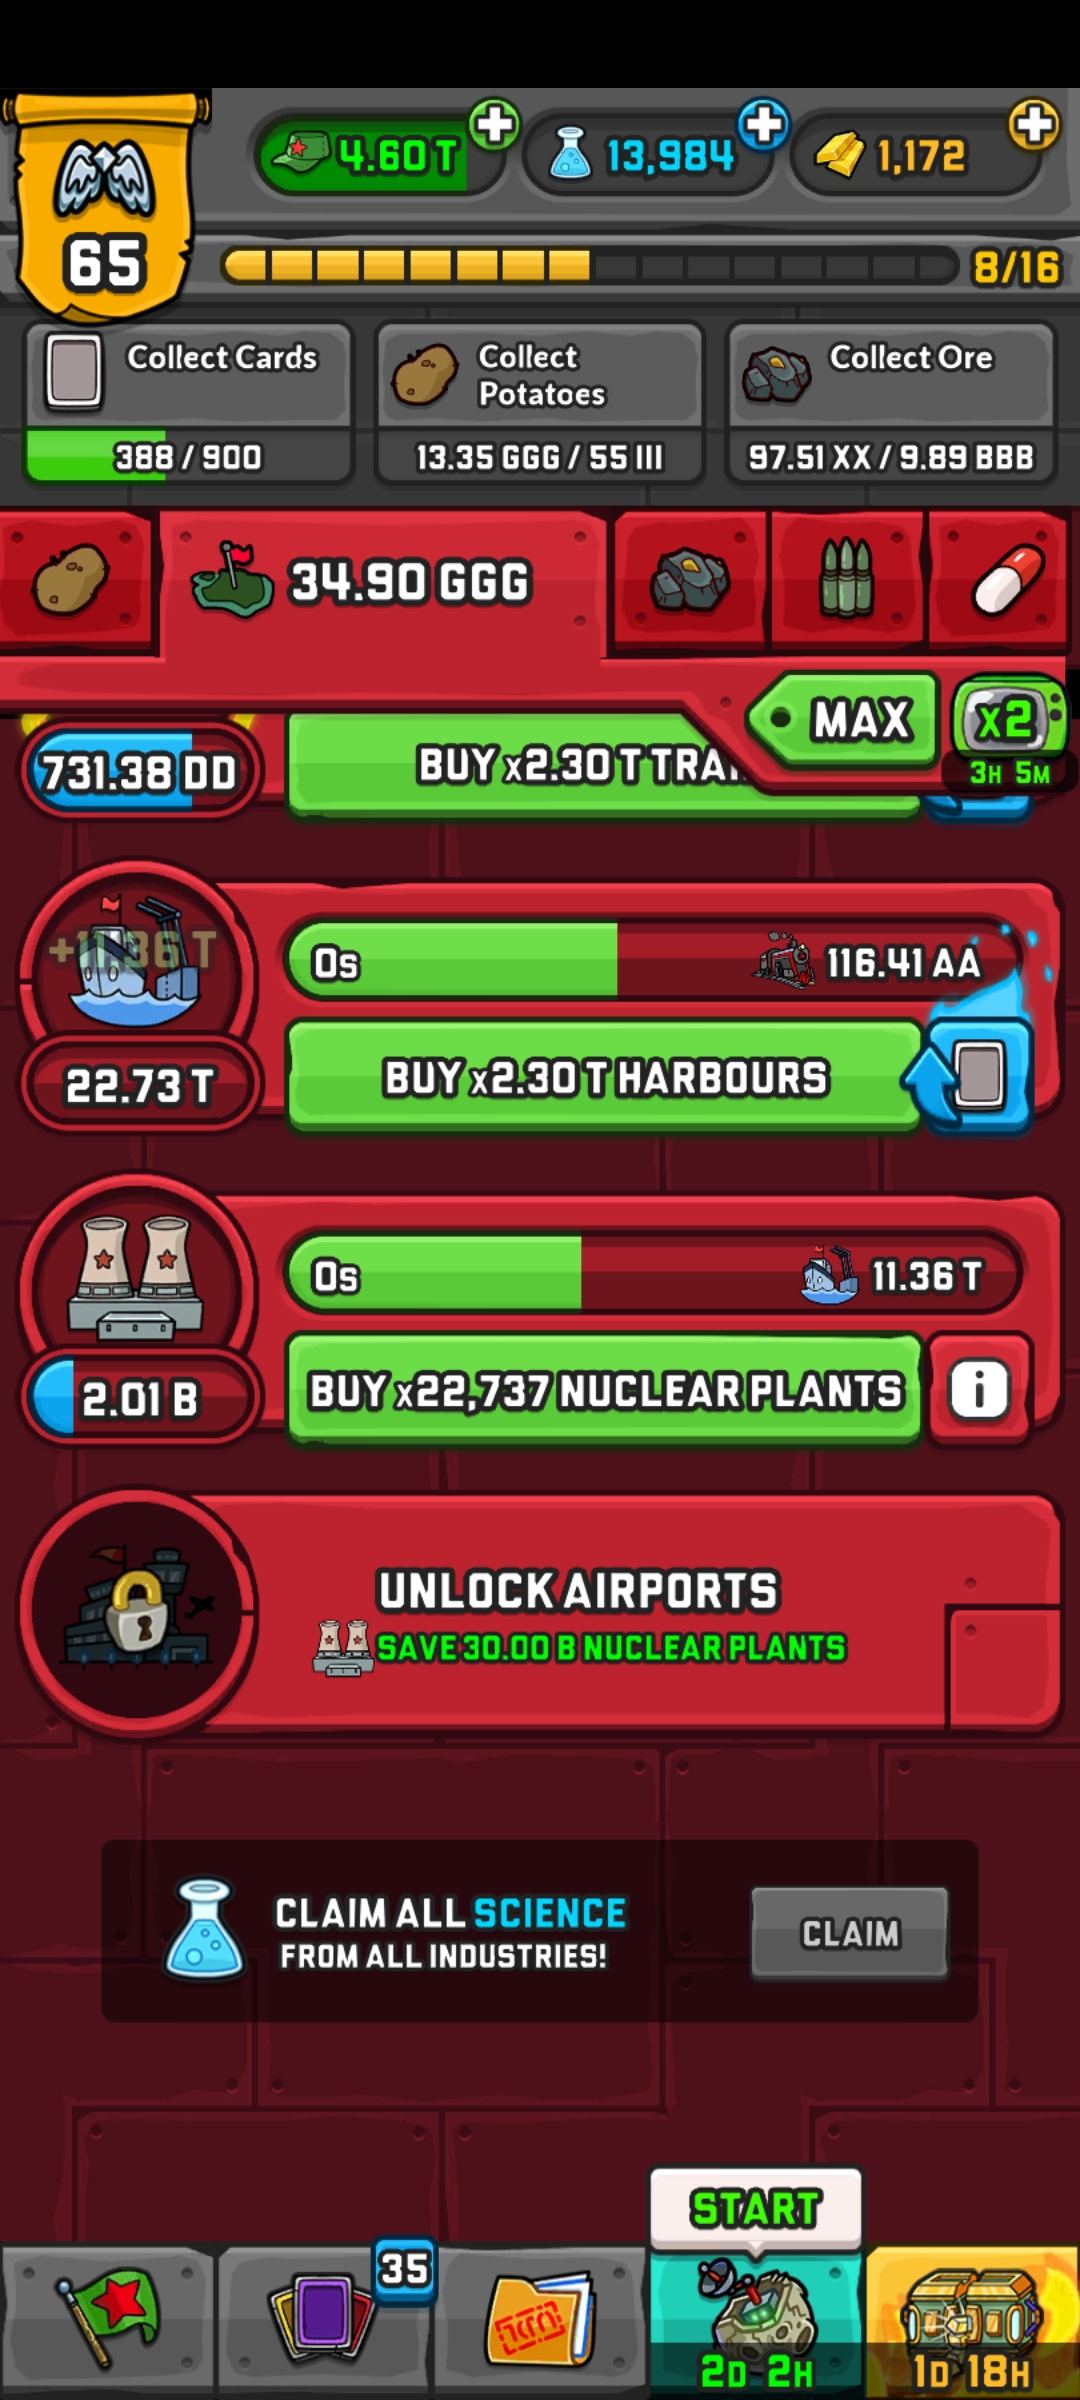 4.60 T
13,984
1,172
65
8/16
Collect Cards
388 / 900
Collect
Potatoes
13.35 GGG / 55 III
Collect Ore
97.51 XX / 9.89 BBB
34.90 GGG
MAX
x2
3H 5M
731.38 DD
BUY x2.30 T
+11.36 T
0s
116.41 AA
22.73 T
BUY x2.30 T HARBOURS
0s
11.36 T
2.01 B
BUY x22,737 NUCLEAR PLANTS
i
UNLOCK AIRPORTS
SAVE 30.00 B NUCLEAR PLANTS
CLAIM ALL SCIENCE
FROM ALL INDUSTRIES!
CLAIM
START
35
2D 2H
1D 18H